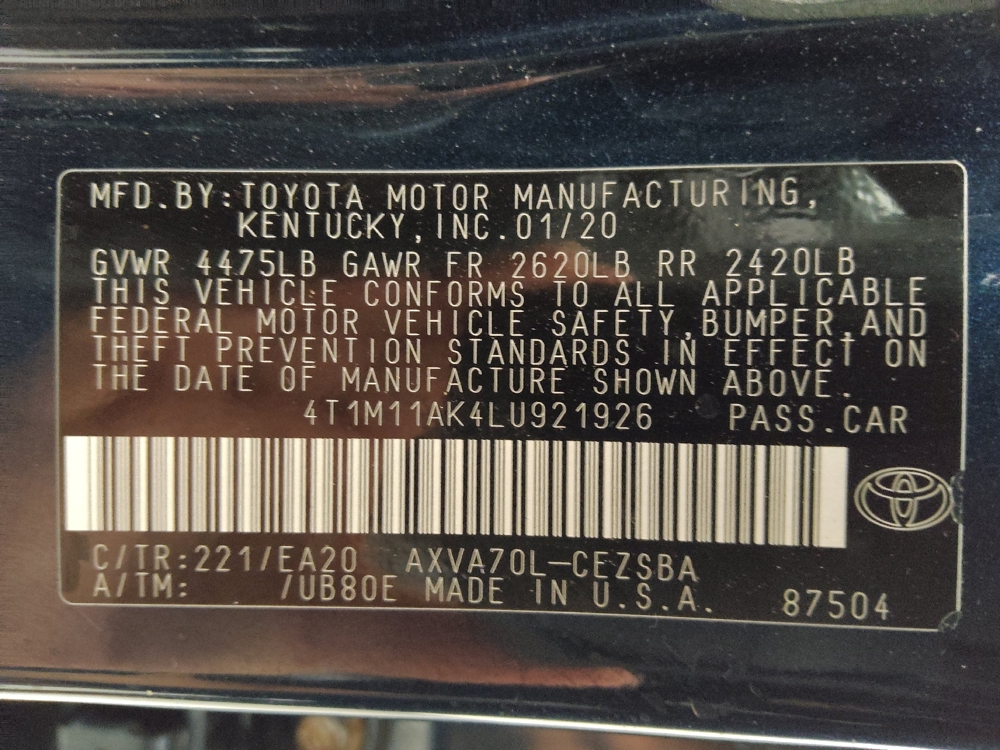 MFD.BY:TOYOTA MOTOR MANUFACTURING,
KENTUCKY,INC.01/20
GVWR 4475LB GAWR FR 2620LB RR 2420LB
THIS VEHICLE CONFORMS TO ALL APPLICABLE
FEDERAL MOTOR VEHICLE SAFETY,BUMPER,AND
THEFT PREVENTION STANDARDS IN EFFECT ON
THE DATE OF MANUFACTURE SHOWN ABOVE.
4T1M11AK4LU921926 PASS.CAR
C/TR:221/EA20 AXVA70L-CEZSBA
A/TM: /UB80E MADE IN U.S.A. 87504